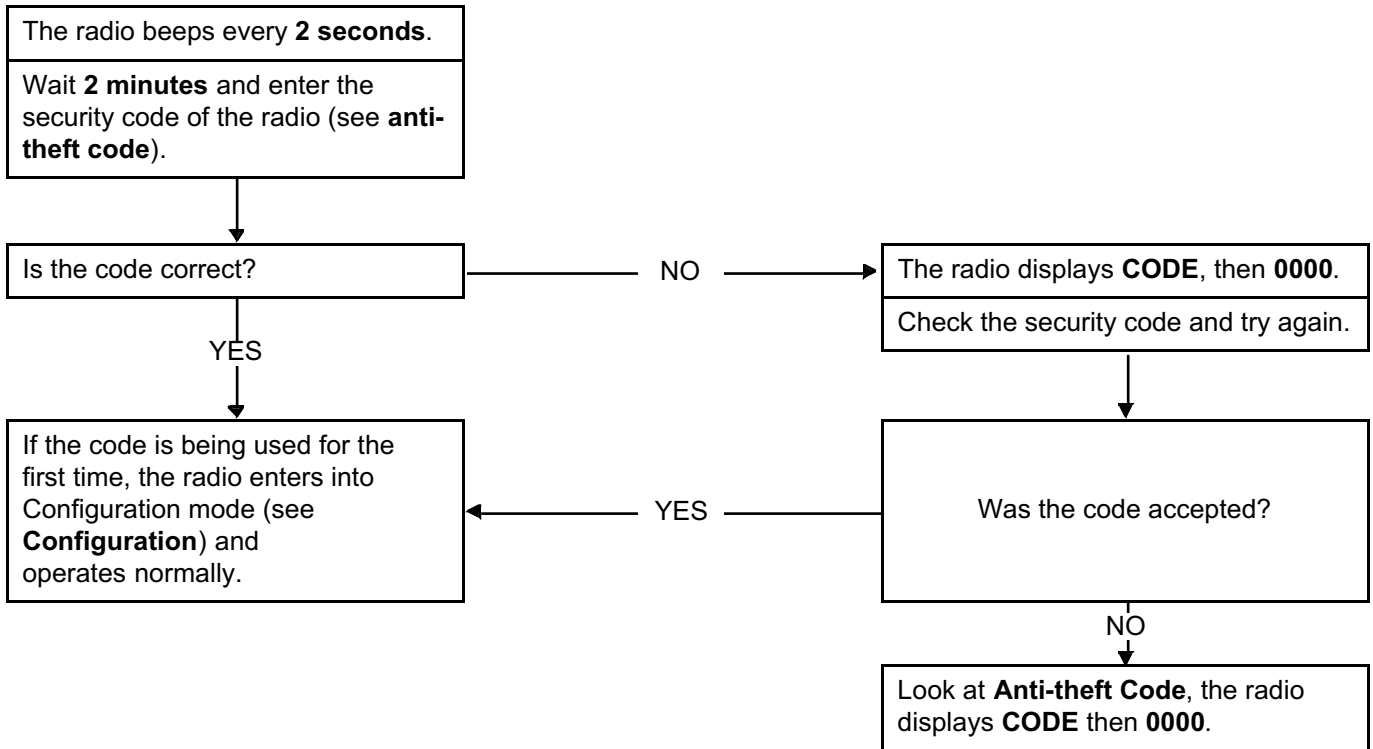 The radio beeps every 2 seconds.
Wait 2 minutes and enter the
security code of the radio (see anti-
theft code).
Is the code correct?
NO
The radio displays CODE, then 0000.
Check the security code and try again.
YES
If the code is being used for the
first time, the radio enters into
Configuration mode (see
Configuration) and
operates normally.
YES
Was the code accepted?
NO
Look at Anti-theft Code, the radio
displays CODE then 0000.